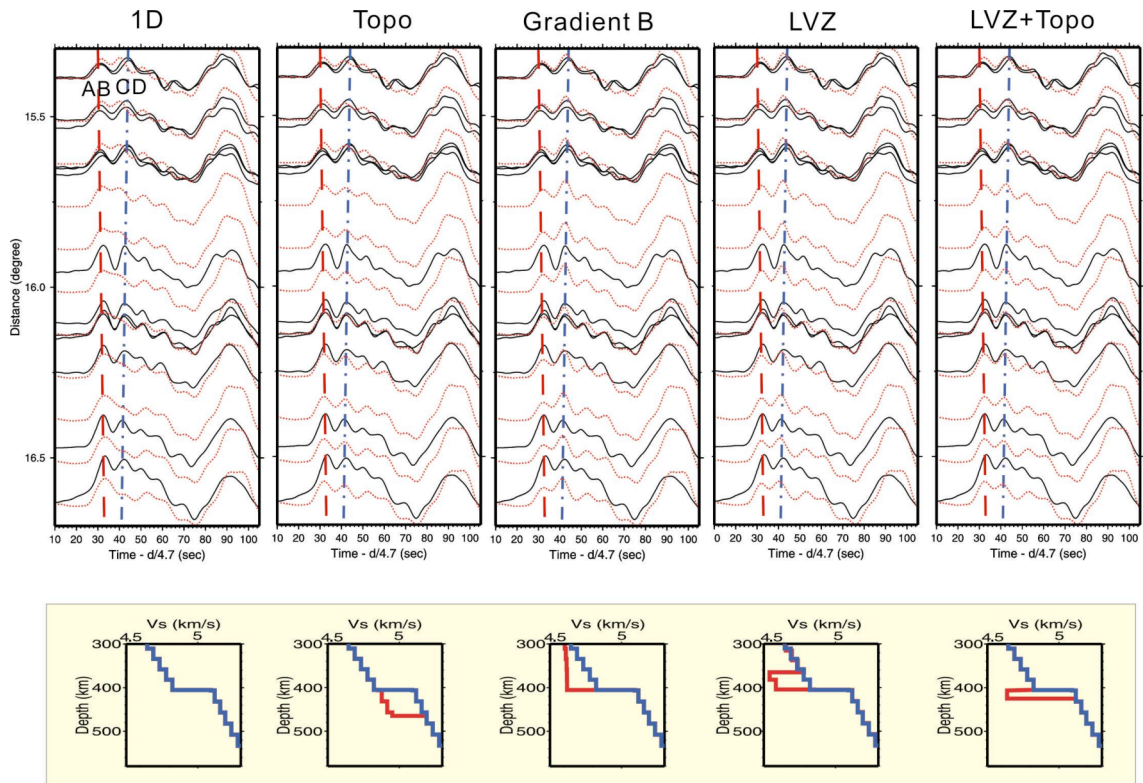 1D Topo Gradient B LVZ LVZ+Topo
AB CD
15.5
16.0
16.5
Distance (degree)
10 20 30 40 50 60 70 80 90 100 10 20 30 40 50 60 70 80 90 100 10 20 30 40 50 60 70 80 90 100 0 10 20 30 40 50 60 70 80 90 100 0 10 20 30 40 50 60 70 80 90 100
Time - d/4.7 (sec) Time - d/4.7 (sec) Time - d/4.7 (sec) Time - d/4.7 (sec) Time - d/4.7 (sec)
Vs (km/s) Vs (km/s) Vs (km/s) Vs (km/s) Vs (km/s)
4.5 5 4.5 5 4.5 5 4.5 5 4.5 5
300 300 300 300 300
400 400 400 400 400
500 500 500 500 500
Depth (km) Depth (km) Depth (km) Depth (km) Depth (km)